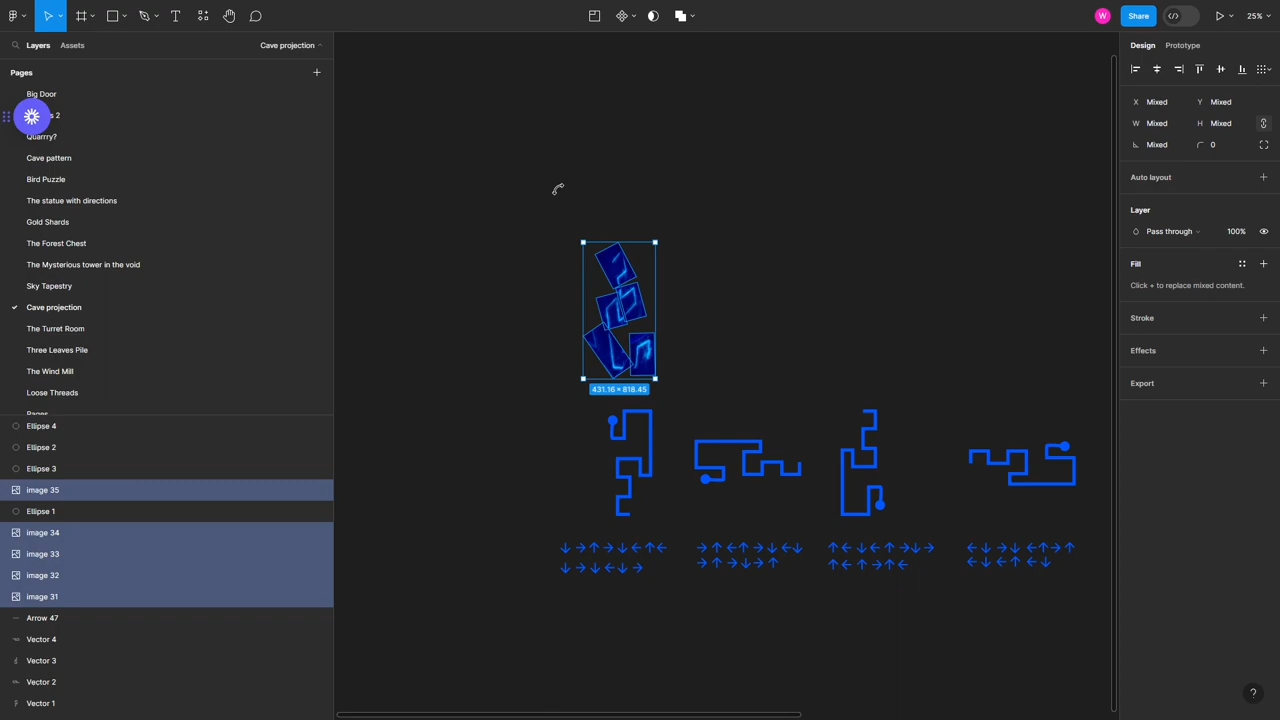 W
Share
25%
Layers
Assets
Cave projection
Pages
Big Door
s 2
Quarrry?
Cave pattern
Bird Puzzle
The statue with directions
Gold Shards
The Forest Chest
The Mysterious tower in the void
Sky Tapestry
Cave projection
The Turret Room
Three Leaves Pile
The Wind Mill
Loose Threads
Pages
Ellipse 4
Ellipse 2
Ellipse 3
image 35
Ellipse 1
image 34
image 33
image 32
image 31
Arrow 47
Vector 4
Vector 3
Vector 2
Vector 1
431.16 × 818.45
↓→↑→↓←↑←
↓→↓←↓→
→↑←↑→↓←↓
→↑→↓→↑
↑←↓←↑→↓→
↑←↑→↑←
←↓→↓←↑→↑
←↓←↑←↓
Design
Prototype
X Mixed Y Mixed
W Mixed H Mixed
Mixed 0
Auto layout
Layer
Pass through 100%
Fill
Click + to replace mixed content.
Stroke
Effects
Export
?